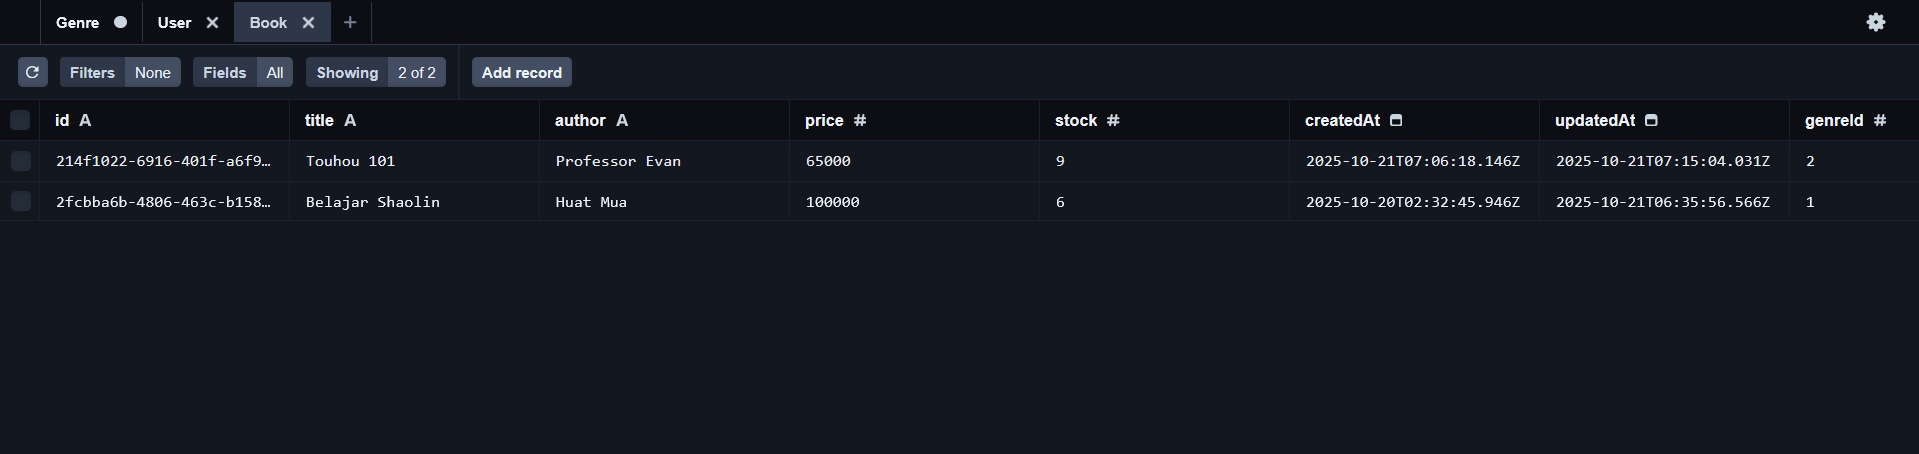 Genre User Book
Filters None Fields All Showing 2 of 2 Add record
id A title A author A price # stock # createdAt updatedAt genreId #
214f1022-6916-401f-a6f9… Touhou 101 Professor Evan 65000 9 2025-10-21T07:06:18.146Z 2025-10-21T07:15:04.031Z 2
2fcbba6b-4806-463c-b158… Belajar Shaolin Huat Mua 100000 6 2025-10-20T02:32:45.946Z 2025-10-21T06:35:56.566Z 1